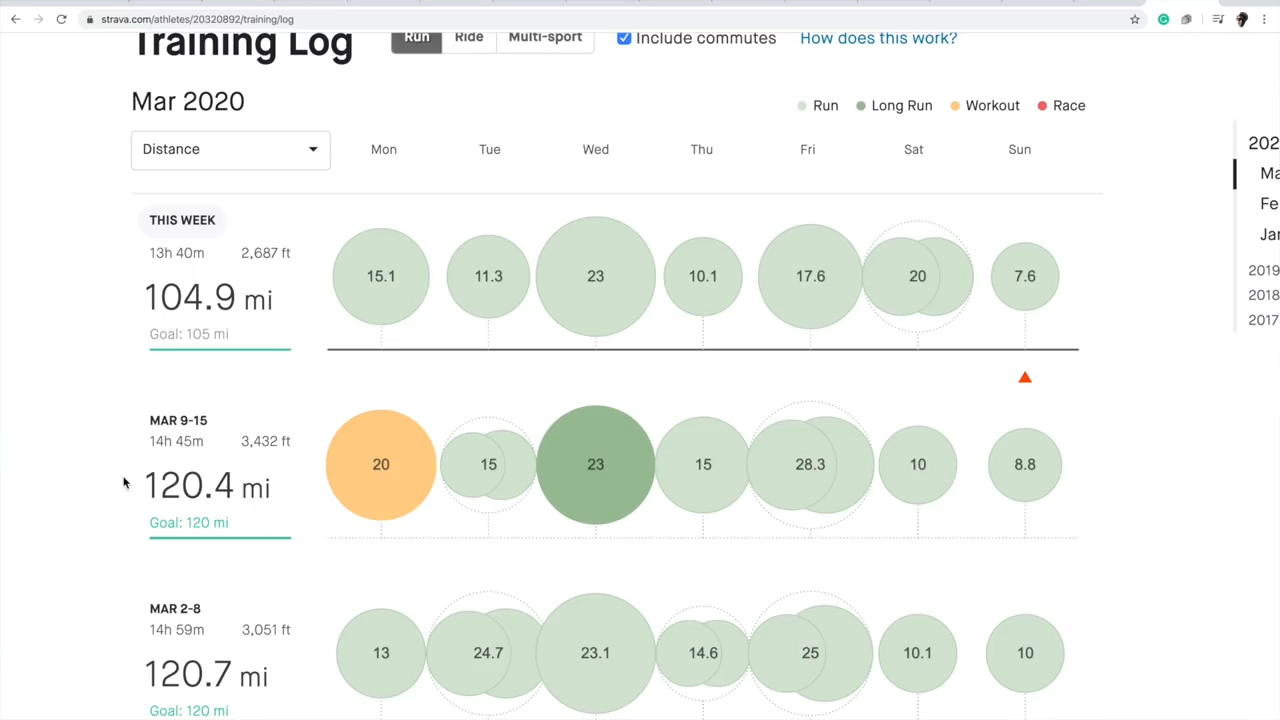 strava.com/athletes/20320892/training/log
Training Log Run Ride Multi-sport Include commutes How does this work?
Mar 2020
Run Long Run Workout Race
Distance Mon Tue Wed Thu Fri Sat Sun
THIS WEEK
13h 40m 2,687 ft
104.9 mi
Goal: 105 mi
15.1 11.3 23 10.1 17.6 20 7.6
MAR 9-15
14h 45m 3,432 ft
120.4 mi
Goal: 120 mi
20 15 23 15 28.3 10 8.8
MAR 2-8
14h 59m 3,051 ft
120.7 mi
Goal: 120 mi
13 24.7 23.1 14.6 25 10.1 10
202
Ma
Fe
Jar
2019
2018
2017